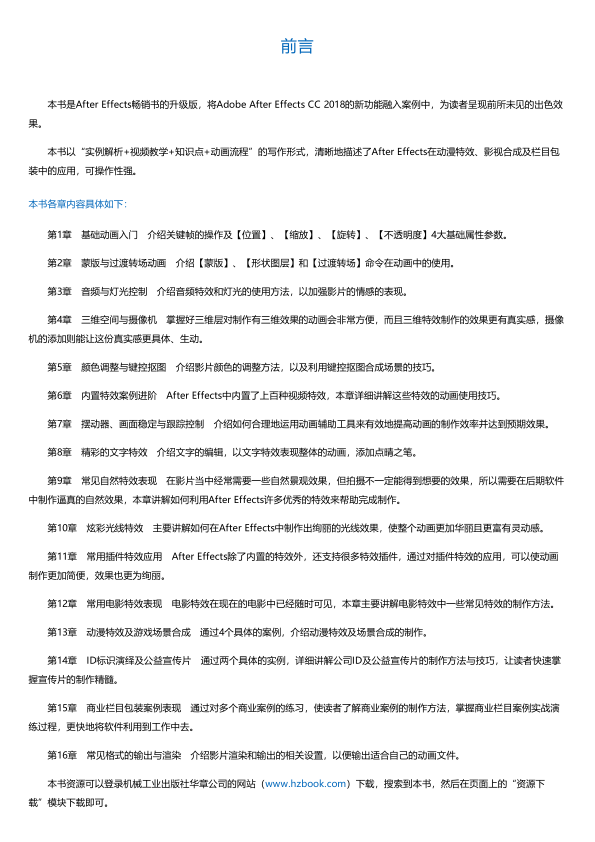 前言
本书是After Effects畅销书的升级版，将Adobe After Effects CC 2018的新功能融入案例中，为读者呈现前所未见的出色效
果。
本书以“实例解析+视频教学+知识点+动画流程”的写作形式，清晰地描述了After Effects在动漫特效、影视合成及栏目包
装中的应用，可操作性强。
本书各章内容具体如下：
第1章　基础动画入门　介绍关键帧的操作及【位置】、【缩放】、【旋转】、【不透明度】4大基础属性参数。
第2章　蒙版与过渡转场动画　介绍【蒙版】、【形状图层】和【过渡转场】命令在动画中的使用。
第3章　音频与灯光控制　介绍音频特效和灯光的使用方法，以加强影片的情感的表现。
第4章　三维空间与摄像机　掌握好三维层对制作有三维效果的动画会非常方便，而且三维特效制作的效果更有真实感，摄像
机的添加则能让这份真实感更具体、生动。
第5章　颜色调整与键控抠图　介绍影片颜色的调整方法，以及利用键控抠图合成场景的技巧。
第6章　内置特效案例进阶　After Effects中内置了上百种视频特效，本章详细讲解这些特效的动画使用技巧。
第7章　摆动器、画面稳定与跟踪控制　介绍如何合理地运用动画辅助工具来有效地提高动画的制作效率并达到预期效果。
第8章　精彩的文字特效　介绍文字的编辑，以文字特效表现整体的动画，添加点睛之笔。
第9章　常见自然特效表现　在影片当中经常需要一些自然景观效果，但拍摄不一定能得到想要的效果，所以需要在后期软件
中制作逼真的自然效果，本章讲解如何利用After Effects许多优秀的特效来帮助完成制作。
第10章　炫彩光线特效　主要讲解如何在After Effects中制作出绚丽的光线效果，使整个动画更加华丽且更富有灵动感。
第11章　常用插件特效应用　After Effects除了内置的特效外，还支持很多特效插件，通过对插件特效的应用，可以使动画
制作更加简便，效果也更为绚丽。
第12章　常用电影特效表现　电影特效在现在的电影中已经随时可见，本章主要讲解电影特效中一些常见特效的制作方法。
第13章　动漫特效及游戏场景合成　通过4个具体的案例，介绍动漫特效及场景合成的制作。
第14章　ID标识演绎及公益宣传片　通过两个具体的实例，详细讲解公司ID及公益宣传片的制作方法与技巧，让读者快速掌
握宣传片的制作精髓。
第15章　商业栏目包装案例表现　通过对多个商业案例的练习，使读者了解商业案例的制作方法，掌握商业栏目案例实战演
练过程，更快地将软件利用到工作中去。
第16章　常见格式的输出与渲染　介绍影片渲染和输出的相关设置，以便输出适合自己的动画文件。
本书资源可以登录机械工业出版社华章公司的网站（www.hzbook.com）下载，搜索到本书，然后在页面上的“资源下
载”模块下载即可。